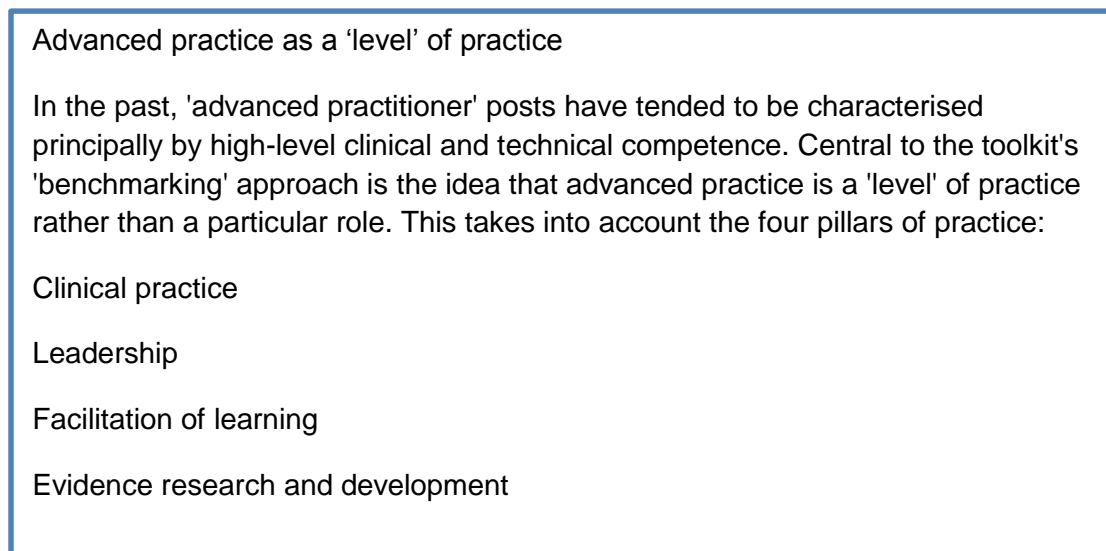 Advanced practice as a ‘level’ of practice
In the past, 'advanced practitioner' posts have tended to be characterised
principally by high-level clinical and technical competence. Central to the toolkit's
'benchmarking' approach is the idea that advanced practice is a 'level' of practice
rather than a particular role. This takes into account the four pillars of practice:
Clinical practice
Leadership
Facilitation of learning
Evidence research and development